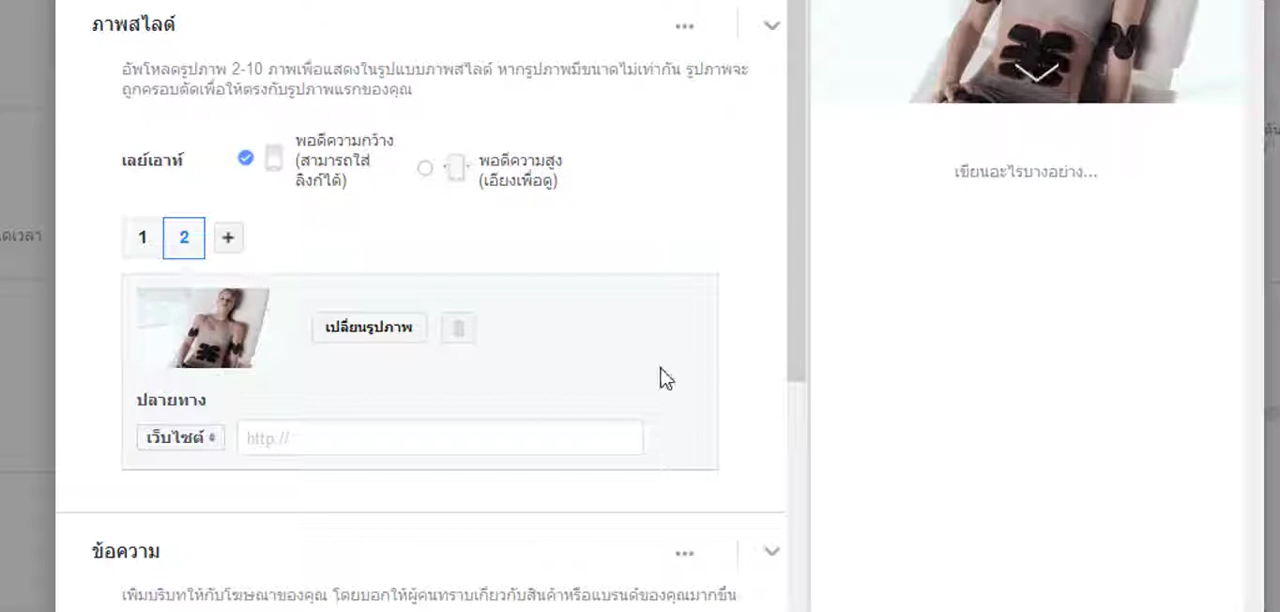 ภาพสไลด์
อัพโหลดรูปภาพ 2-10 ภาพเพื่อแสดงในรูปแบบภาพสไลด์ หากรูปภาพมีขนาดไม่เท่ากัน รูปภาพจะ
ถูกครอบตัดเพื่อให้ตรงกับรูปภาพแรกของคุณ
เลย์เอาท์
พอดีความกว้าง
(สามารถใส่
ลิงก์ได้)
พอดีความสูง
(เอียงเพื่อดู)
1 2 +
เปลี่ยนรูปภาพ
ปลายทาง
เว็บไซต์ http://
ข้อความ
เพิ่มบริบทให้กับโฆษณาของคุณ โดยบอกให้ผู้คนทราบเกี่ยวกับสินค้าหรือแบรนด์ของคุณมากขึ้น
เขียนอะไรบางอย่าง...